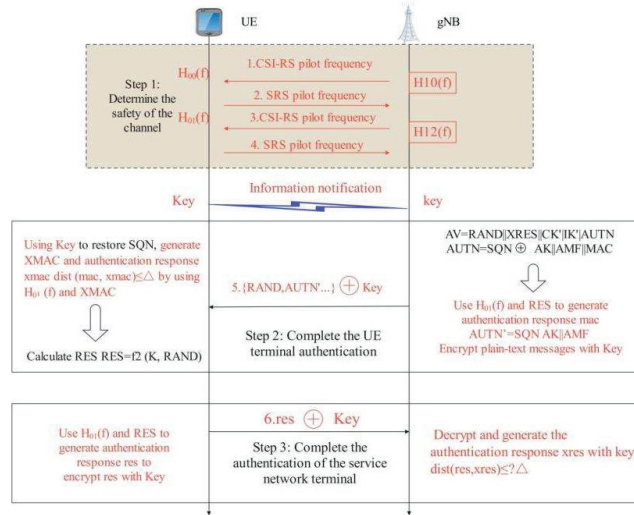 UE
gNB
Step 1:
Determine the
safety of the
channel
H00(f)
1.CSI-RS pilot frequency
H10(f)
2. SRS pilot frequency
H01(f)
3.CSI-RS pilot frequency
H12(f)
4. SRS pilot frequency
Key
Information notification
key
Using Key to restore SQN, generate
XMAC and authentication response
xmac dist (mac, xmac)≤△ by using
H01 (f) and XMAC
Calculate RES RES=f2 (K, RAND)
5.{RAND,AUTN'...} ⊕ Key
Step 2: Complete the UE
terminal authentication
AV=RAND||XRES||CK'|IK'|AUTN
AUTN=SQN ⊕ AK||AMF||MAC
Use H01(f) and RES to generate
authentication response mac
AUTN'=SQN AK||AMF
Encrypt plain-text messages with Key
Use H01(f) and RES to
generate authentication
response res to
encrypt res with Key
6.res ⊕ Key
Step 3: Complete the
authentication of the service
network terminal
Decrypt and generate the
authentication response xres with key
dist(res,xres)≤?△